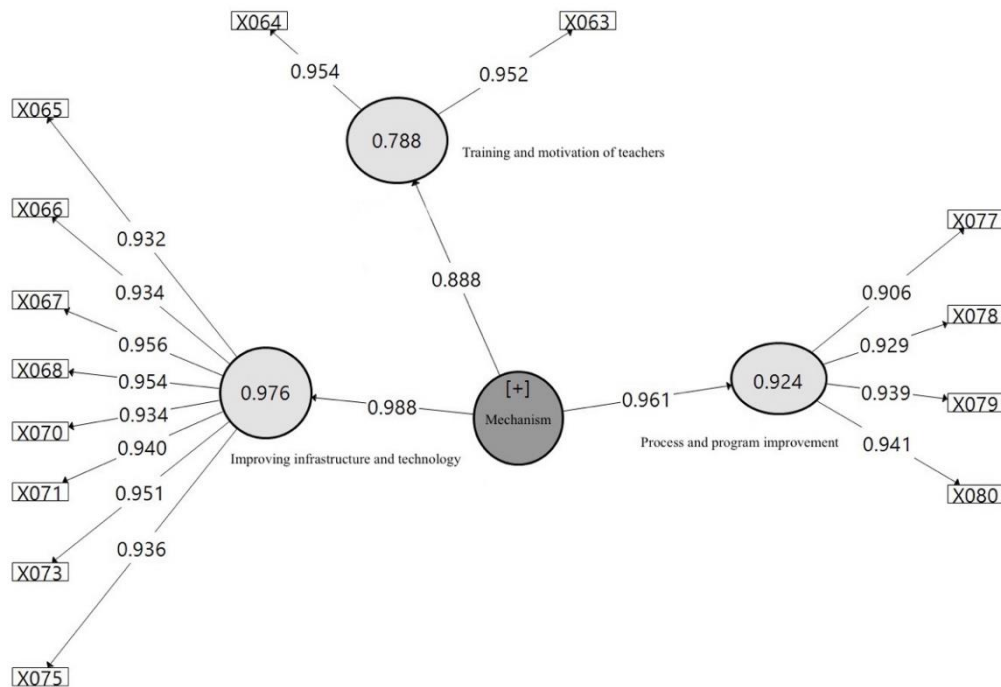 X064
X063
0.954
0.952
X065
0.788
Training and motivation of teachers
X066
X077
0.932
0.888
0.934
0.906
X067
X078
0.956
0.929
X068
0.954
0.976
[+]
Mechanism
0.924
0.988
0.961
0.939
X079
0.934
X070
0.940
Improving infrastructure and technology
Process and program improvement
0.941
X071
0.951
X080
0.936
X073
X075